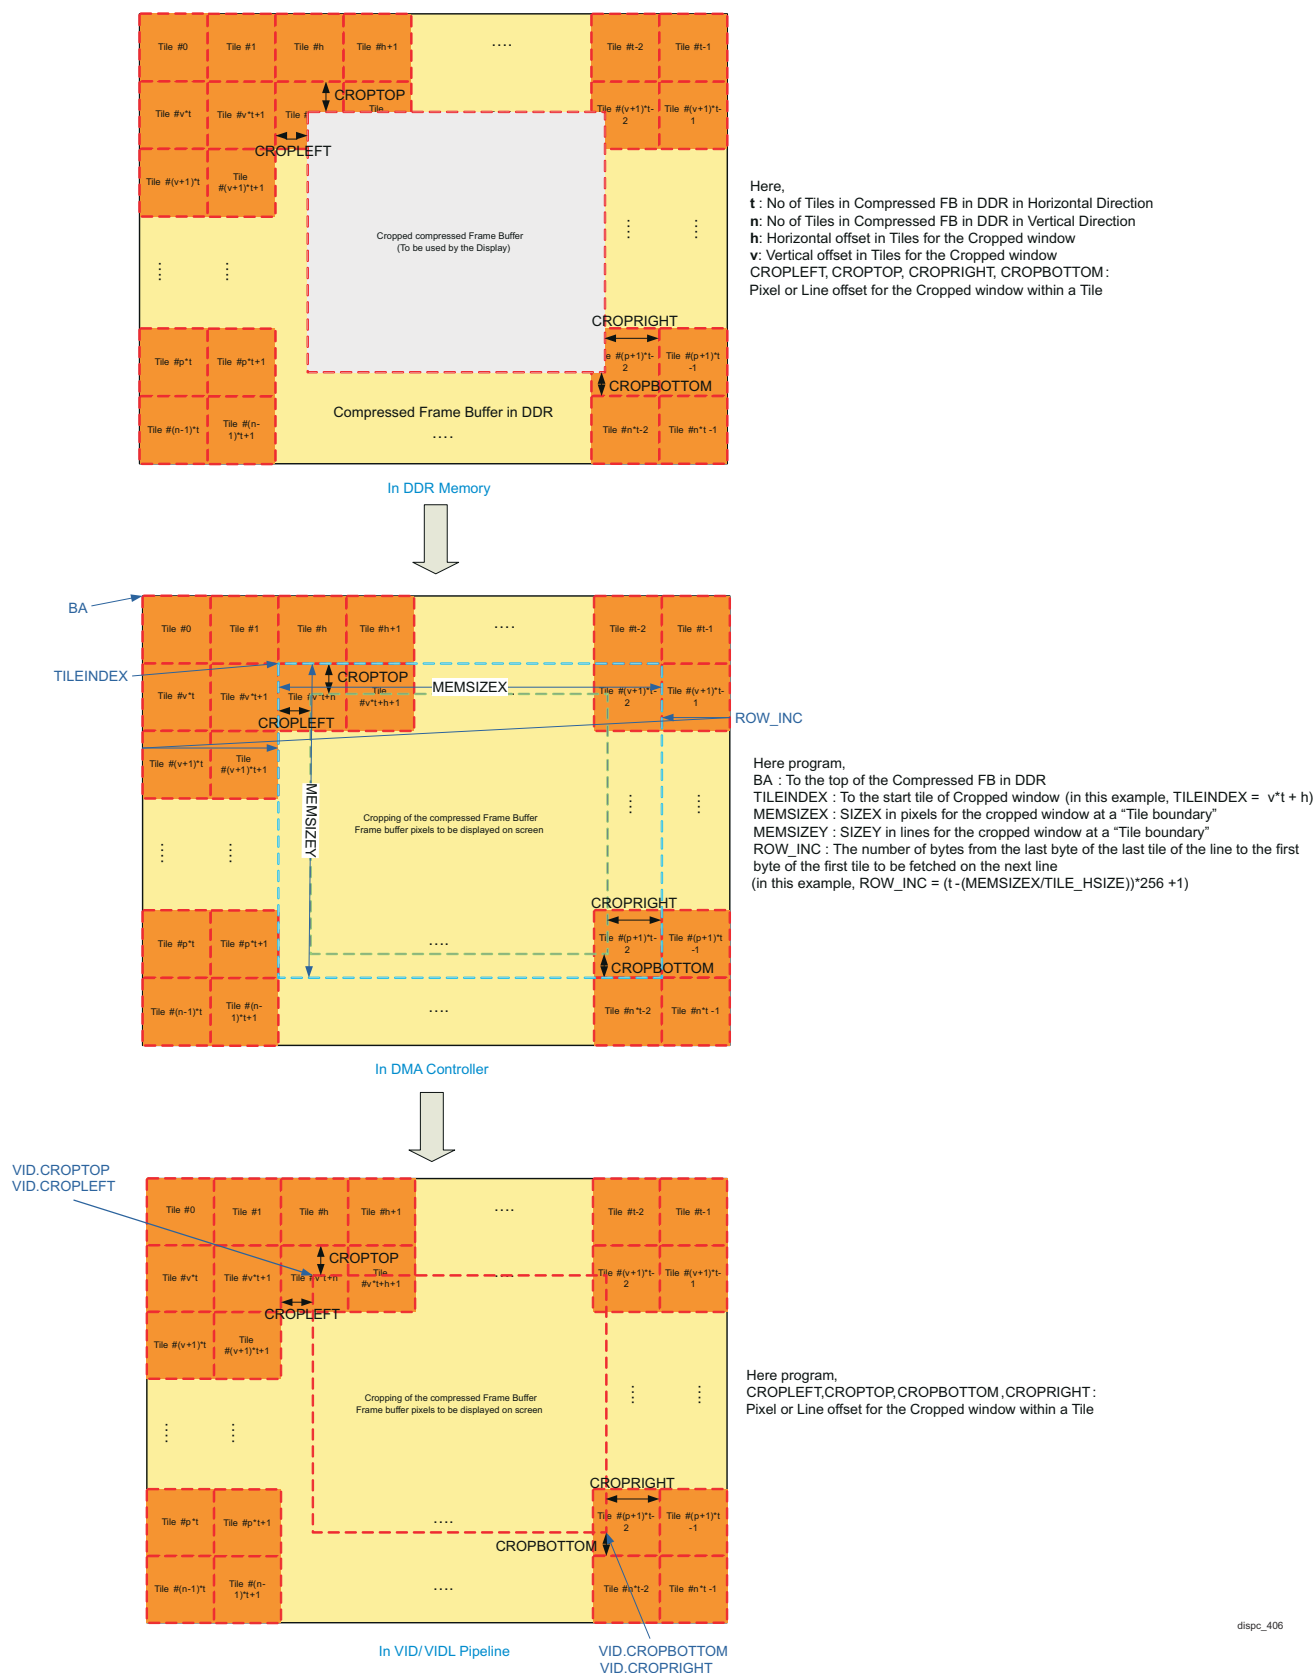 Tile #0
Tile #1
Tile #h
Tile #h+1
....
Tile #t-2
Tile #t-1
CROPTOP
Tile #v*t
Tile #v*t+1
Tile #
Tile
Tile #(v+1)*t-
2
Tile #(v+1)*t-
1
CROPLEFT
Tile #(v+1)*t
Tile
#(v+1)*t+1
Cropped compressed Frame Buffer
(To be used by the Display)
....
....
....
....
CROPRIGHT
Tile #p*t
Tile #p*t+1
e #(p+1)*t-
2
Tile #(p+1)*t
-1
CROPBOTTOM
Compressed Frame Buffer in DDR
....
Tile #(n-1)*t
Tile #(n-
1)*t+1
Tile #n*t-2
Tile #n*t -1
In DDR Memory
Here,
t : No of Tiles in Compressed FB in DDR in Horizontal Direction
n: No of Tiles in Compressed FB in DDR in Vertical Direction
h: Horizontal offset in Tiles for the Cropped window
v: Vertical offset in Tiles for the Cropped window
CROPLEFT, CROPTOP, CROPRIGHT, CROPBOTTOM :
Pixel or Line offset for the Cropped window within a Tile
BA
Tile #0
Tile #1
Tile #h
Tile #h+1
....
Tile #t-2
Tile #t-1
TILEINDEX
CROPTOP
MEMSIZEX
Tile #v*t
Tile #v*t+1
Tile #v*t+n
Tile
#v*t+h+1
Tile #(v+1)*t-
2
Tile #(v+1)*t-
1
CROPLEFT
ROW_INC
Tile #(v+1)*t
Tile
#(v+1)*t+1
MEMSIZEY
Cropping of the compressed Frame Buffer
Frame buffer pixels to be displayed on screen
....
....
....
....
CROPRIGHT
Tile #p*t
Tile #p*t+1
....
Tile #(p+1)*t-
2
Tile #(p+1)*t
-1
CROPBOTTOM
Tile #(n-1)*t
Tile #(n-
1)*t+1
....
Tile #n*t-2
Tile #n*t -1
In DMA Controller
Here program,
BA : To the top of the Compressed FB in DDR
TILEINDEX : To the start tile of Cropped window (in this example, TILEINDEX = v*t + h)
MEMSIZEX : SIZEX in pixels for the cropped window at a “Tile boundary”
MEMSIZEY : SIZEY in lines for the cropped window at a “Tile boundary”
ROW_INC : The number of bytes from the last byte of the last tile of the line to the first
byte of the first tile to be fetched on the next line
(in this example, ROW_INC = (t -(MEMSIZEX/TILE_HSIZE))*256 +1)
VID.CROPTOP
VID.CROPLEFT
Tile #0
Tile #1
Tile #h
Tile #h+1
....
Tile #t-2
Tile #t-1
CROPTOP
Tile #v*t
Tile #v*t+1
Tile #v*t+n
Tile
#v*t+h+1
Tile #(v+1)*t-
2
Tile #(v+1)*t-
1
CROPLEFT
Tile #(v+1)*t
Tile
#(v+1)*t+1
Cropping of the compressed Frame Buffer
Frame buffer pixels to be displayed on screen
....
....
....
....
CROPRIGHT
Tile #p*t
Tile #p*t+1
....
Tile #(p+1)*t-
2
Tile #(p+1)*t
-1
CROPBOTTOM
Tile #(n-1)*t
Tile #(n-
1)*t+1
....
Tile #n*t-2
Tile #n*t -1
In VID/VIDL Pipeline
VID.CROPBOTTOM
VID.CROPRIGHT
Here program,
CROPLEFT,CROPTOP,CROPBOTTOM,CROPRIGHT :
Pixel or Line offset for the Cropped window within a Tile
dispc_406